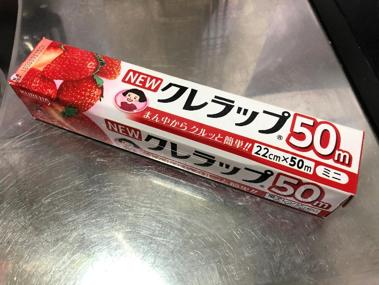 NEW クレラップ® 50m
まん中からクルッと簡単!!
22cm×50m ミニ
NEW クレラップ 50m